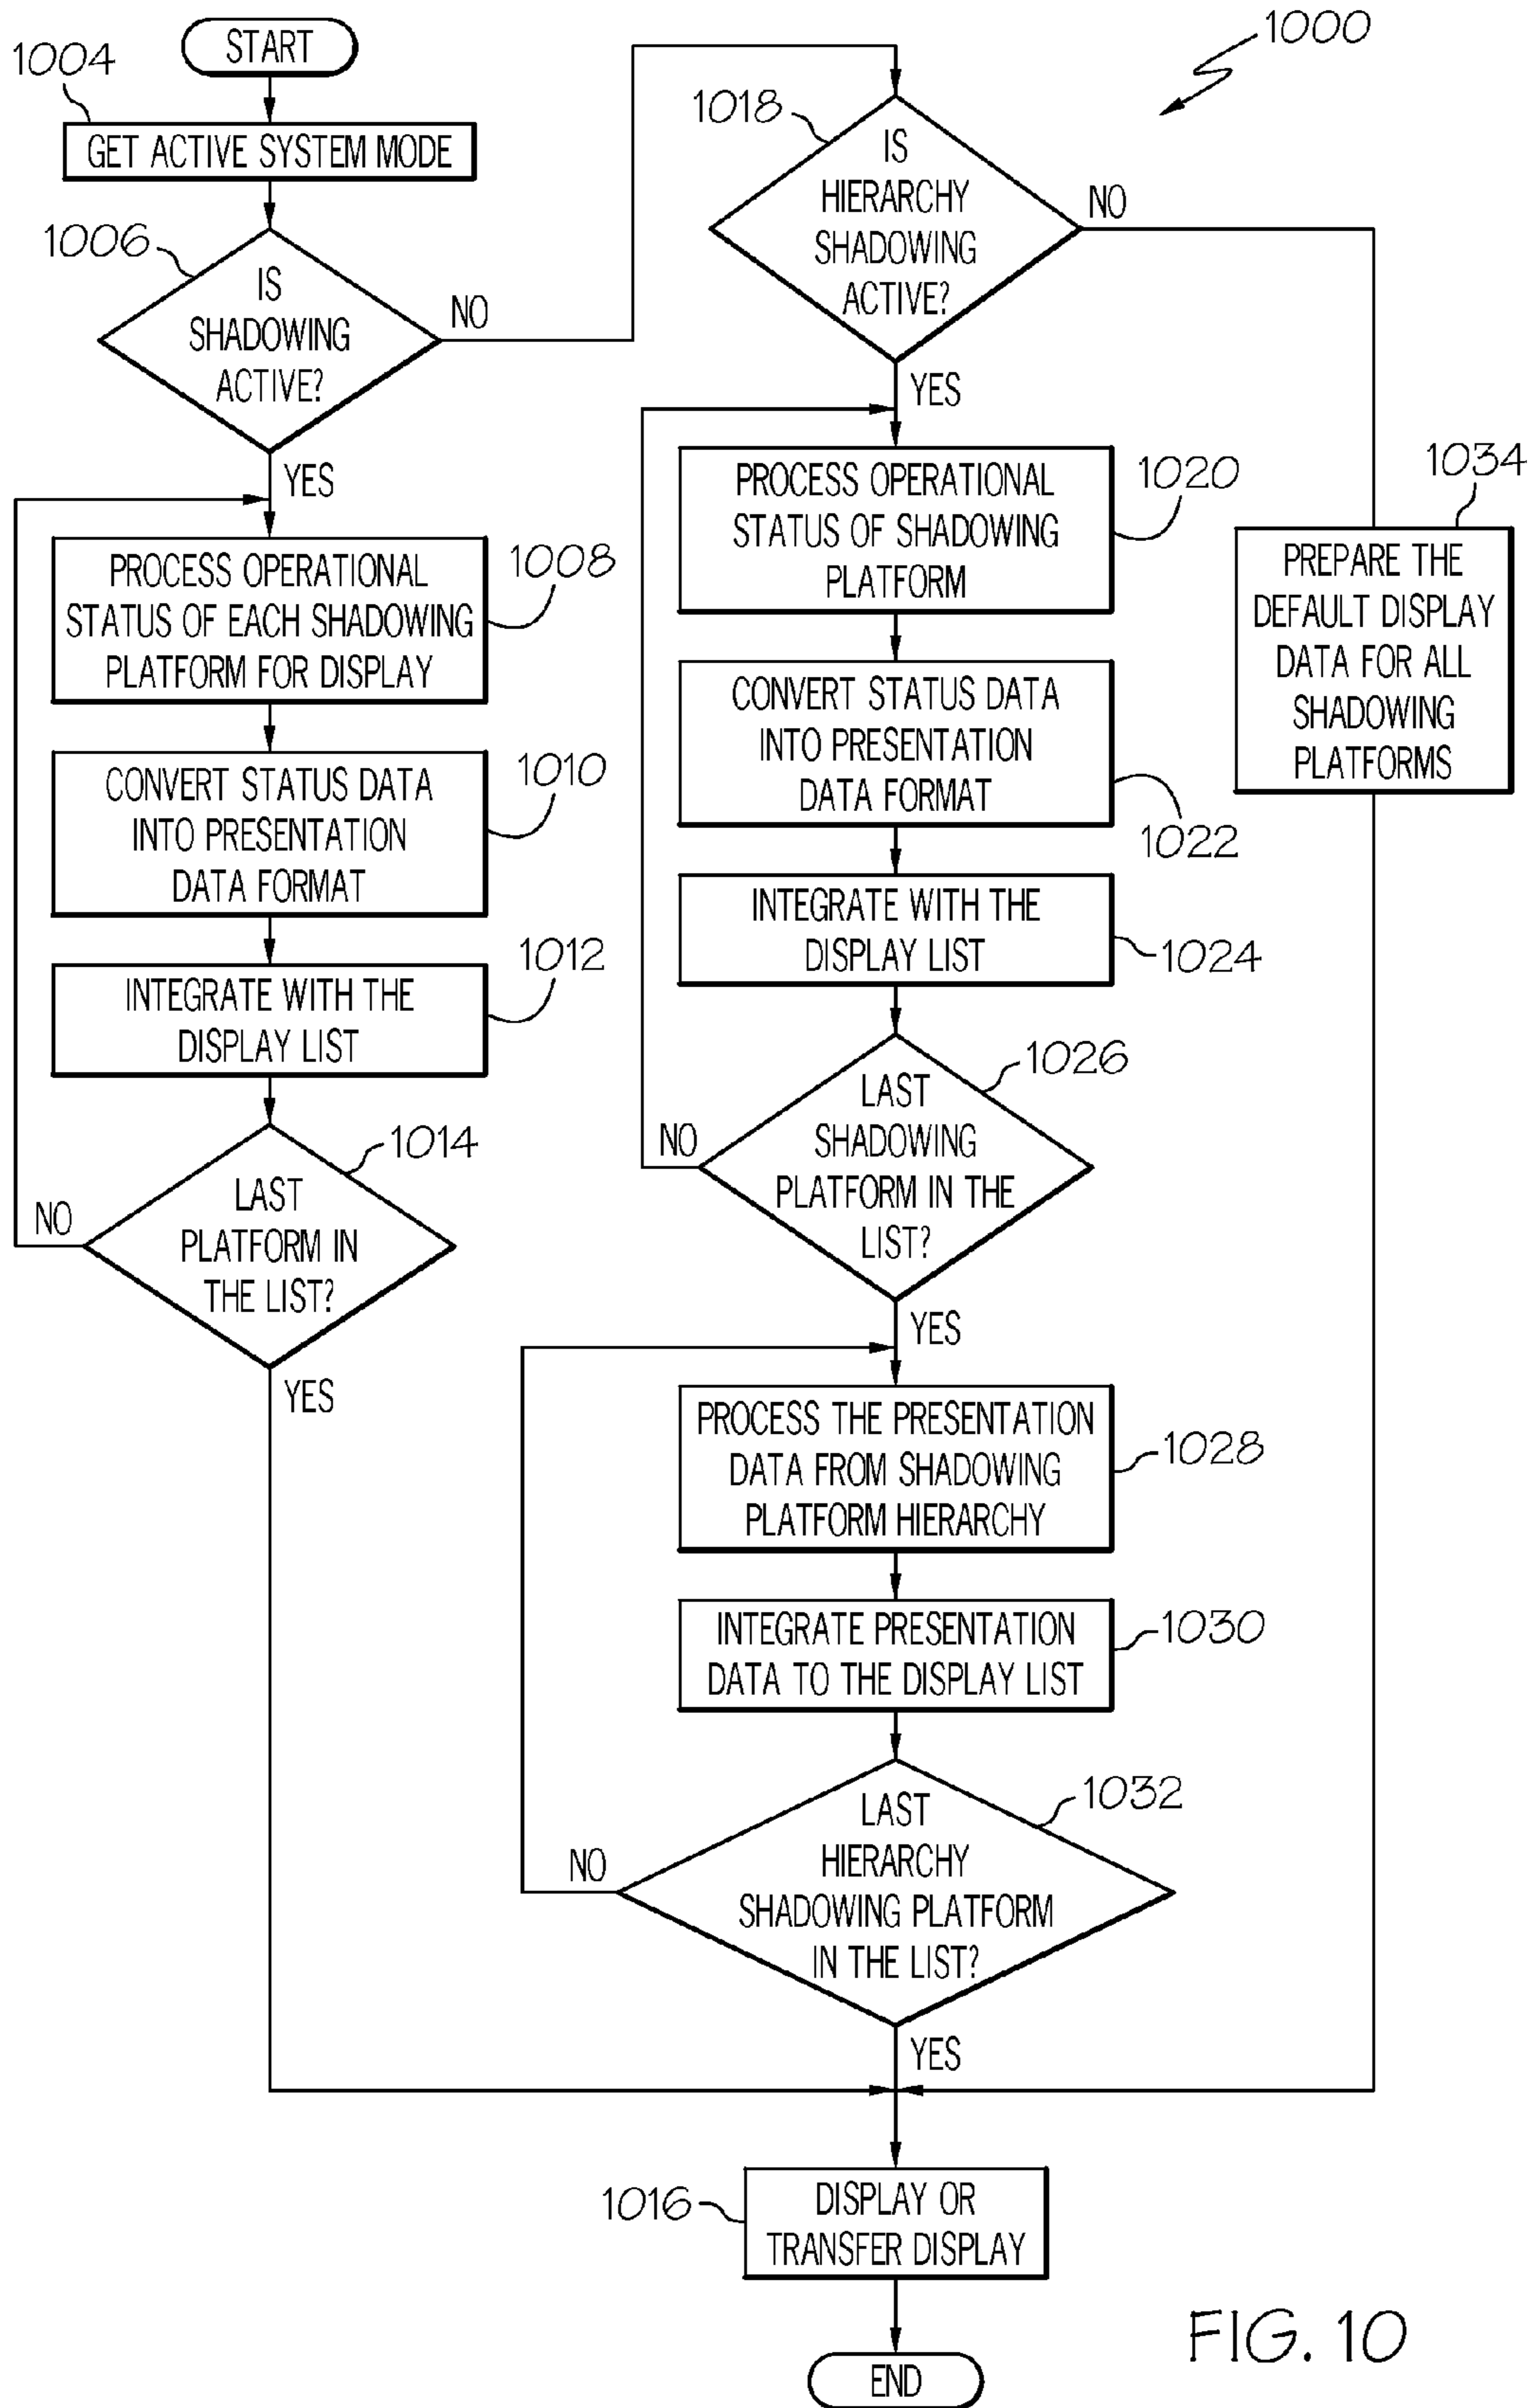 1000
START
1004
GET ACTIVE SYSTEM MODE
1006
IS
SHADOWING
ACTIVE?
NO
YES
PROCESS OPERATIONAL
STATUS OF EACH SHADOWING
PLATFORM FOR DISPLAY
1008
CONVERT STATUS DATA
INTO PRESENTATION
DATA FORMAT
1010
INTEGRATE WITH THE
DISPLAY LIST
1012
1014
LAST
PLATFORM IN
THE LIST?
NO
YES
1018
IS
HIERARCHY
SHADOWING
ACTIVE?
NO
YES
PROCESS OPERATIONAL
STATUS OF SHADOWING
PLATFORM
1020
CONVERT STATUS DATA
INTO PRESENTATION
DATA FORMAT
1022
INTEGRATE WITH THE
DISPLAY LIST
1024
1026
LAST
SHADOWING
PLATFORM IN THE
LIST?
NO
YES
PROCESS THE PRESENTATION
DATA FROM SHADOWING
PLATFORM HIERARCHY
1028
INTEGRATE PRESENTATION
DATA TO THE DISPLAY LIST
1030
1032
LAST
HIERARCHY
SHADOWING PLATFORM
IN THE LIST?
NO
YES
1034
PREPARE THE
DEFAULT DISPLAY
DATA FOR ALL
SHADOWING
PLATFORMS
1016
DISPLAY OR
TRANSFER DISPLAY
END
FIG. 10